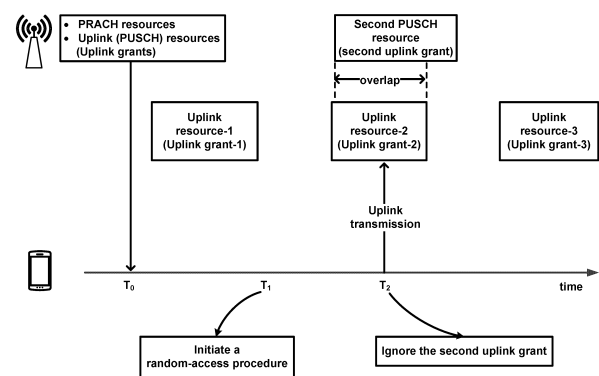 • PRACH resources
• Uplink (PUSCH) resources
(Uplink grants)
Second PUSCH
resource
(second uplink grant)
overlap
Uplink
resource-1
(Uplink grant-1)
Uplink
resource-2
(Uplink grant-2)
Uplink
resource-3
(Uplink grant-3)
Uplink
transmission
T₀
T₁
T₂
time
Initiate a
random-access procedure
Ignore the second uplink grant